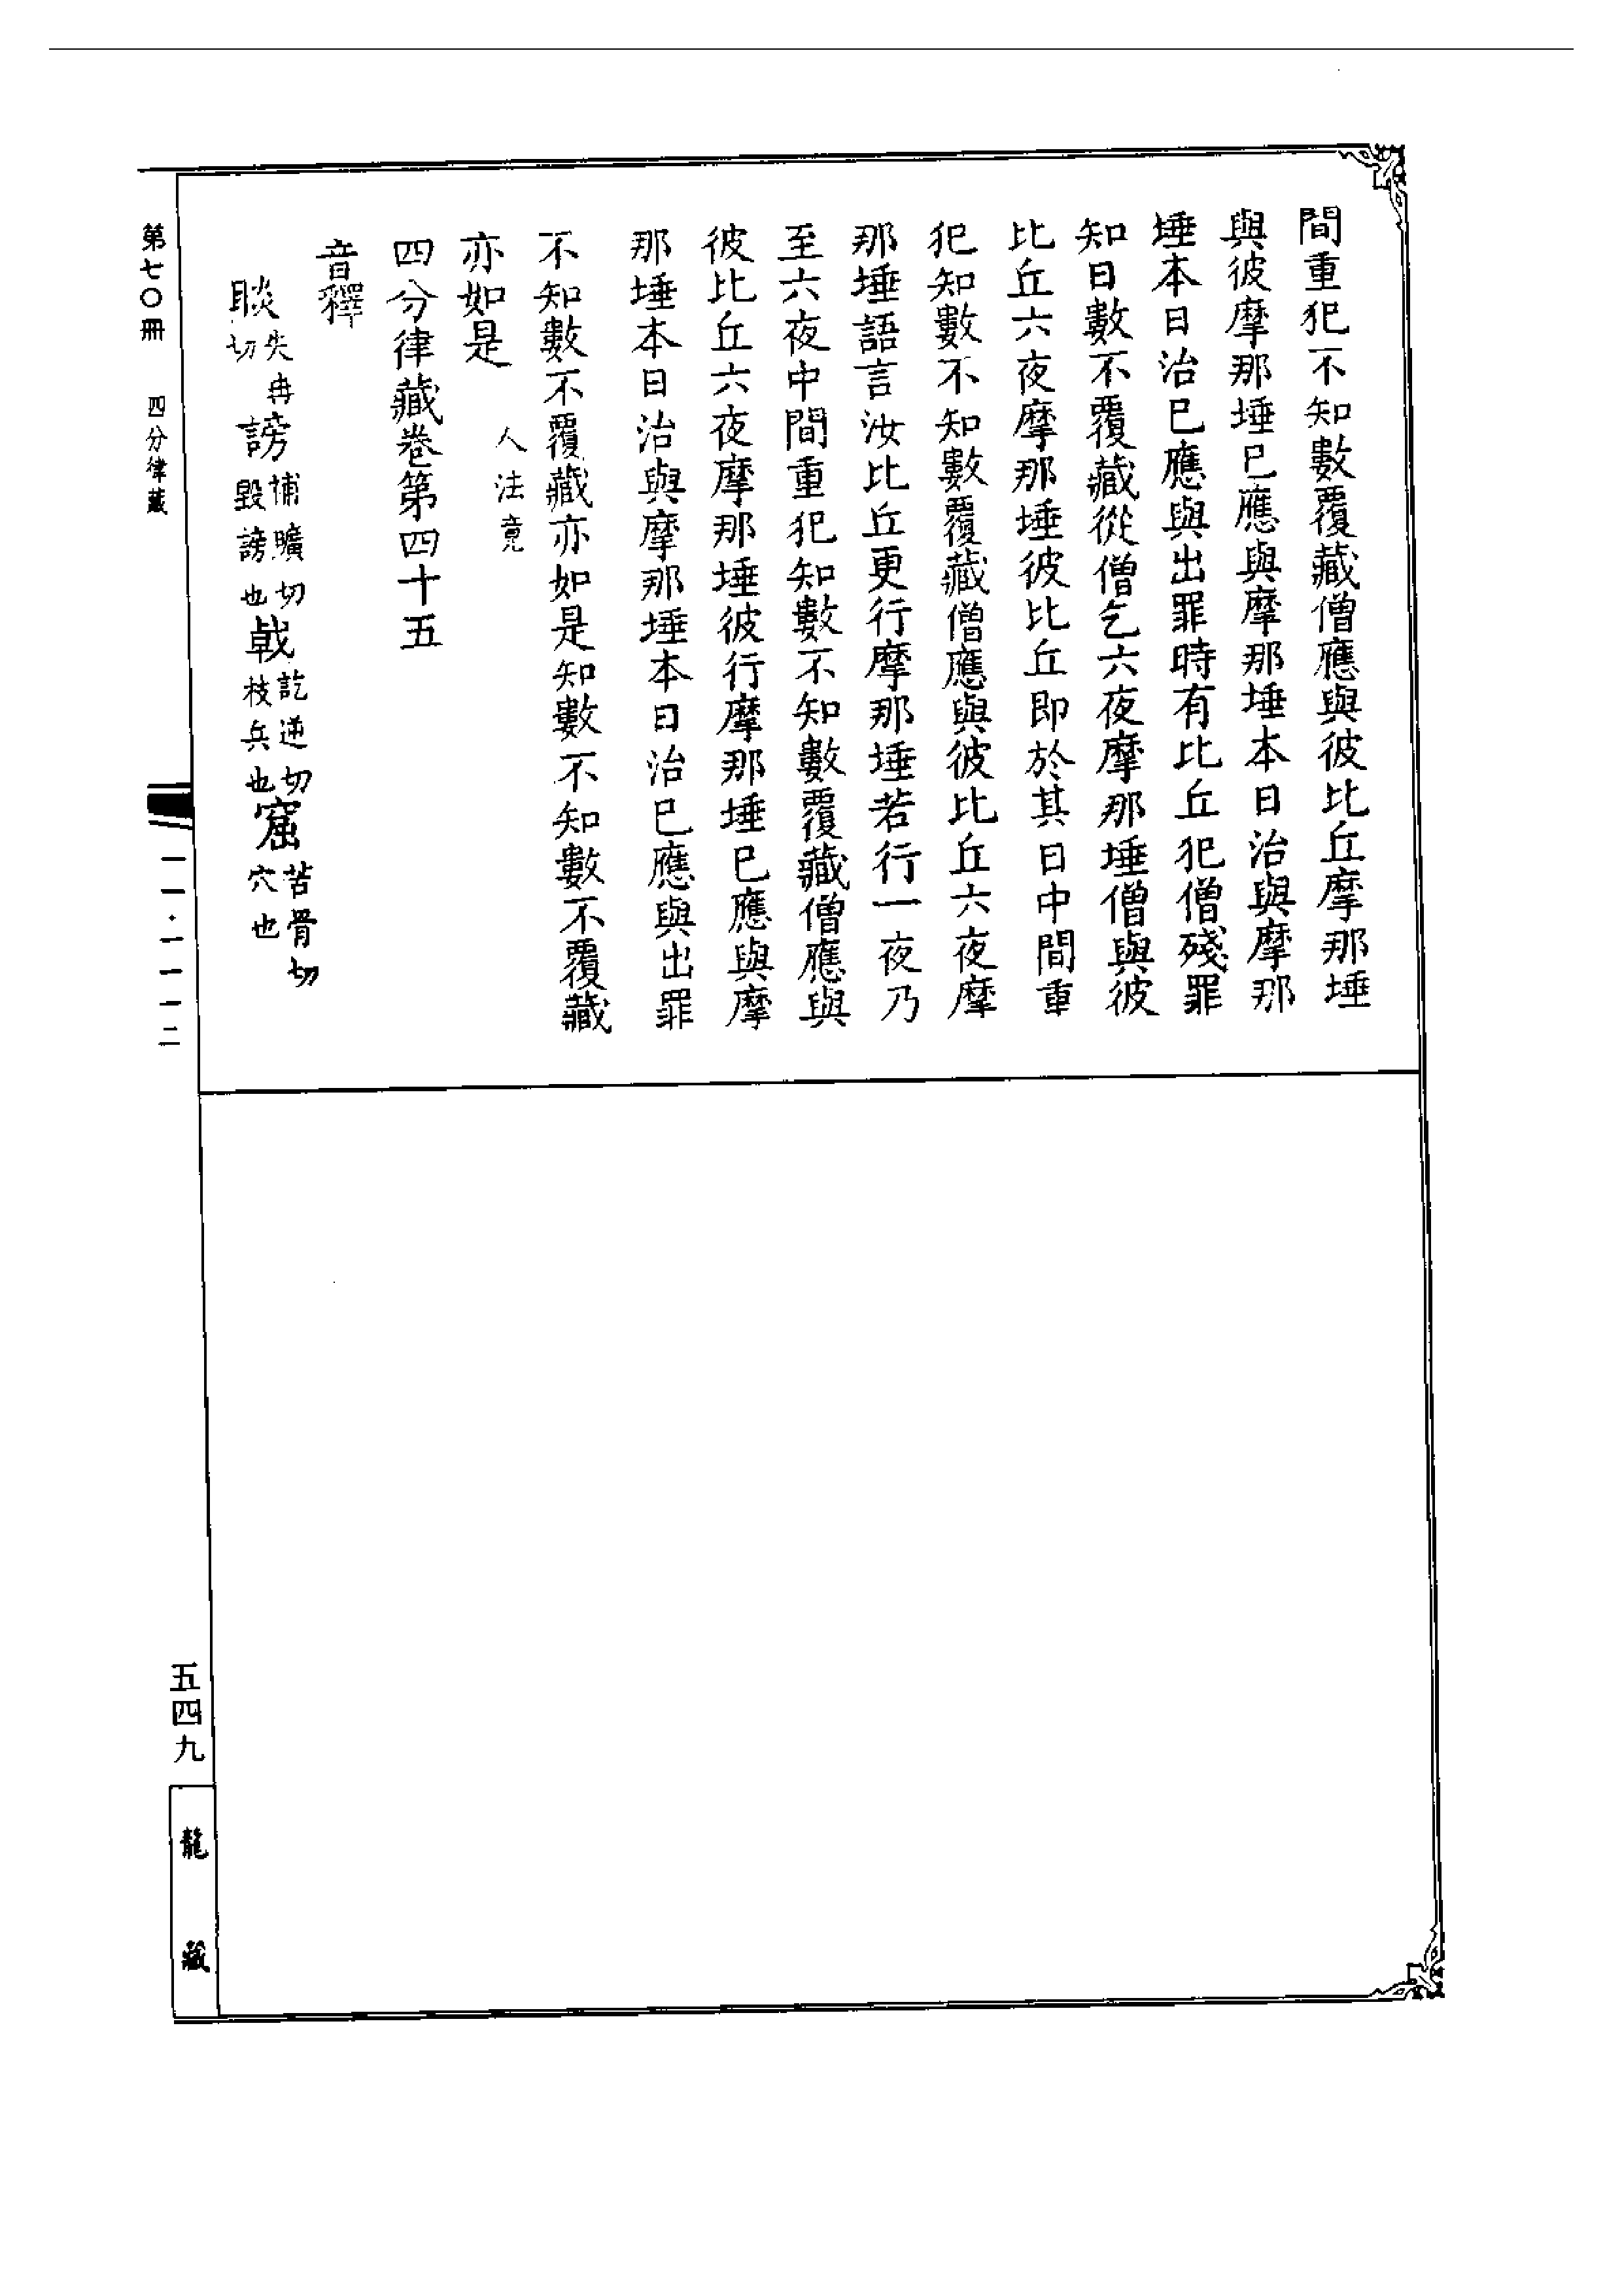 間重犯不知數覆藏僧應與彼比丘摩那埵
與彼摩那埵已應與摩那埵本日治與摩那
埵本日治已應與出罪時有比丘犯僧殘罪
知日數不覆藏從僧乞六夜摩那埵僧與彼
比丘六夜摩那埵彼比丘即於其日中間重
犯知數不知數覆藏僧應與彼比丘六夜摩
那埵語言汝比丘更行摩那埵若行一夜乃
至六夜中間重犯知數不知數覆藏僧應與
彼比丘六夜摩那埵彼行摩那埵已應與摩
那埵本日治與摩那埵本日治已應與出罪
不知數不覆藏亦如是知數不知數不覆藏
亦如是 人法竟
四分律藏卷第四十五
音釋
睒失冉切 謗補曠切毀謗也 戟訖逆切枝兵也 窟苦骨切穴也
第七〇冊 四分律藏 一一·一一一二 五四九
龍藏